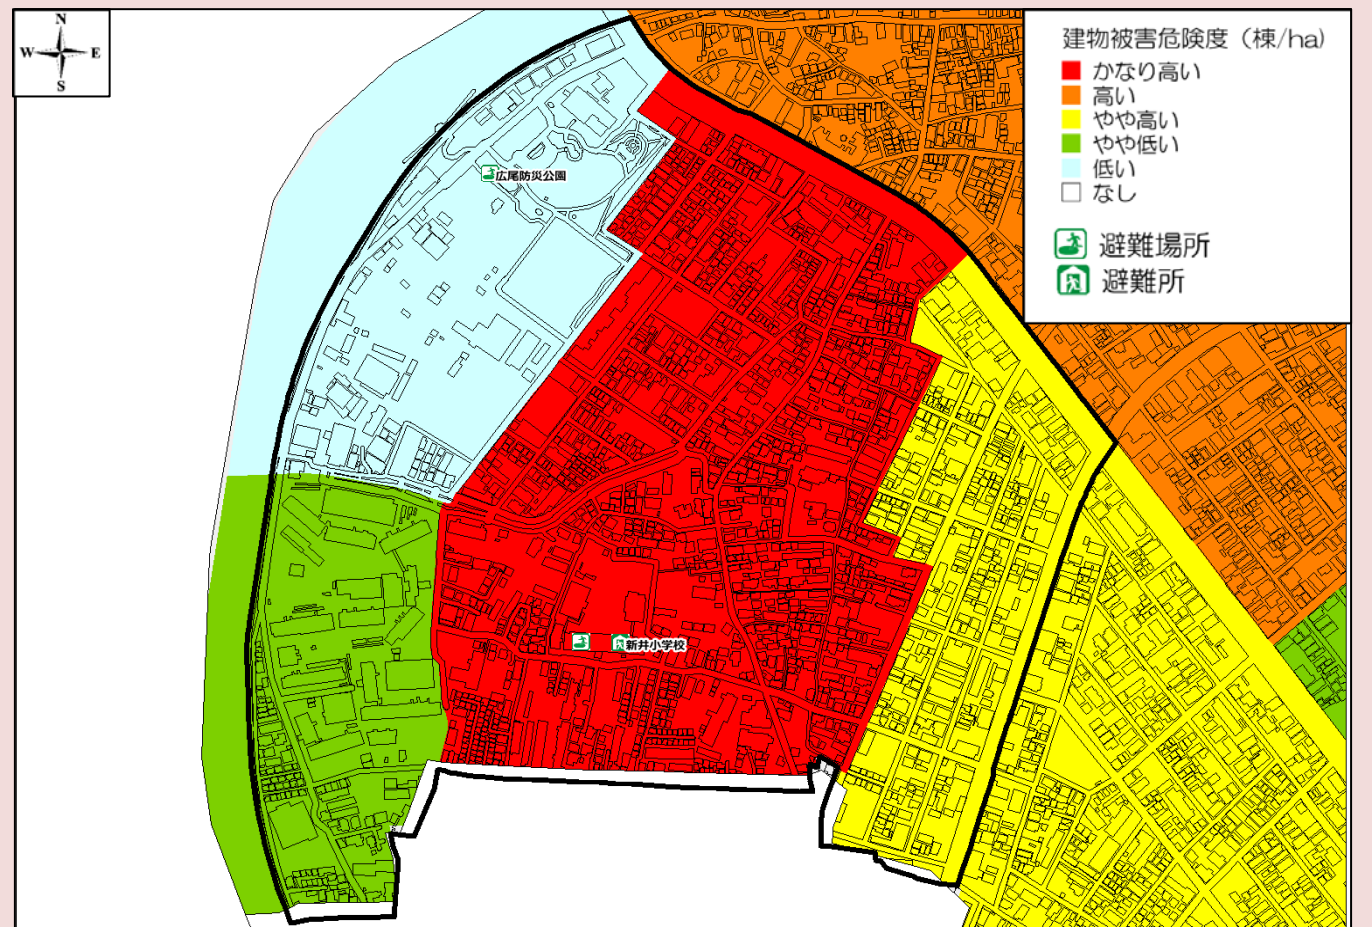 N
W E
S
建物被害危険度（棟/ha）
かなり高い
高い
やや高い
やや低い
低い
なし
避難場所
避難所
広尾防災公園
新井小学校